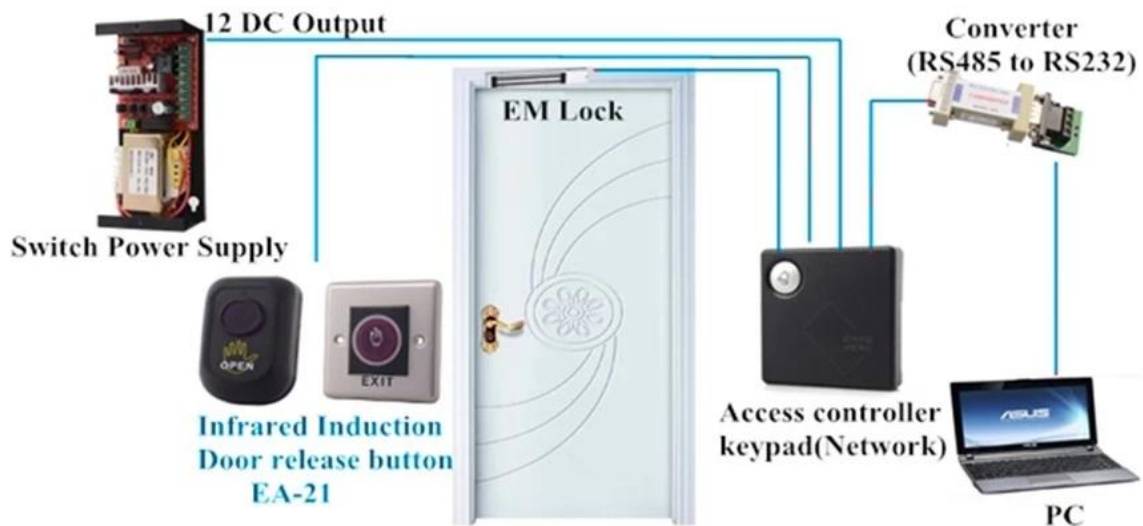 12 DC Output
Converter
(RS485 to RS232)
EM Lock
Switch Power Supply
OPEN
EXIT
Infrared Induction
Door release button
EA-21
Access controller
keypad(Network)
ASUS
PC